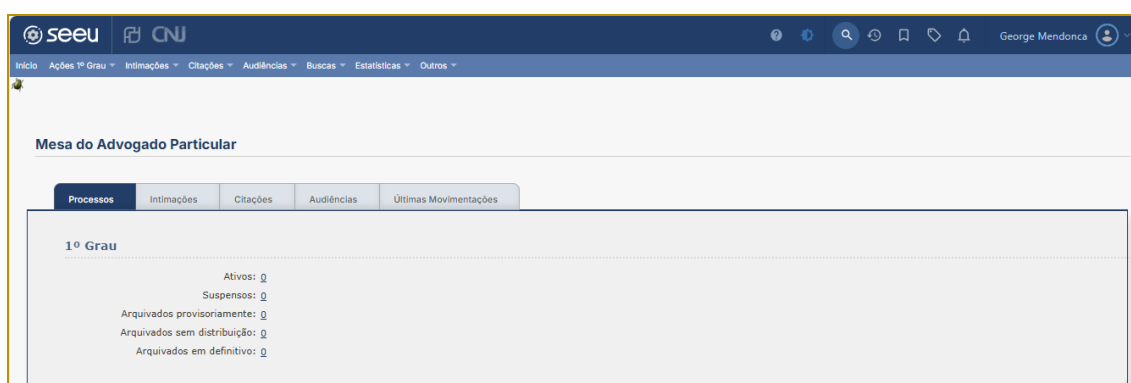 seeu CNJ George Mendonca
Início Ações 1º Grau Intimações Citações Audiências Buscas Estatísticas Outros
Mesa do Advogado Particular
Processos Intimações Citações Audiências Últimas Movimentações
1º Grau
Ativos: 0
Suspensos: 0
Arquivados provisoriamente: 0
Arquivados sem distribuição: 0
Arquivados em definitivo: 0